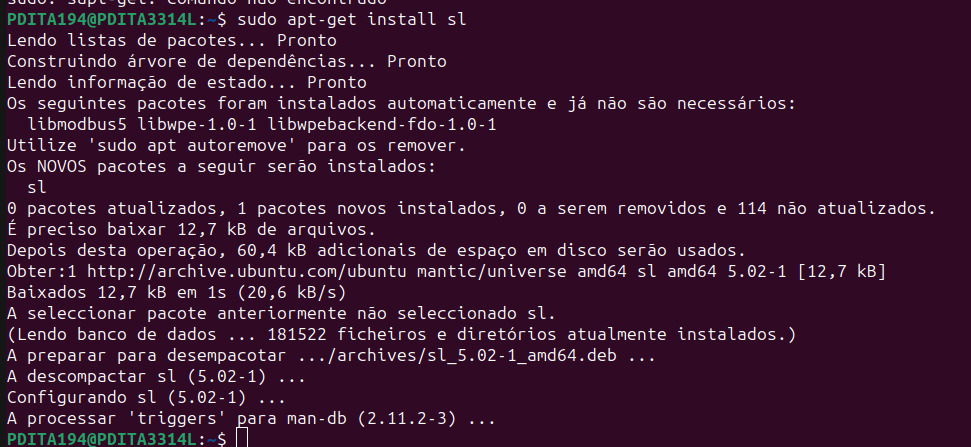 sudo: sapt-get: comando não encontrado
PDITA194@PDITA3314L:~$ sudo apt-get install sl
Lendo listas de pacotes... Pronto
Construindo árvore de dependências... Pronto
Lendo informação de estado... Pronto
Os seguintes pacotes foram instalados automaticamente e já não são necessários:
  libmodbus5 libwpe-1.0-1 libwpebackend-fdo-1.0-1
Utilize 'sudo apt autoremove' para os remover.
Os NOVOS pacotes a seguir serão instalados:
  sl
0 pacotes atualizados, 1 pacotes novos instalados, 0 a serem removidos e 114 não atualizados.
É preciso baixar 12,7 kB de arquivos.
Depois desta operação, 60,4 kB adicionais de espaço em disco serão usados.
Obter:1 http://archive.ubuntu.com/ubuntu mantic/universe amd64 sl amd64 5.02-1 [12,7 kB]
Baixados 12,7 kB em 1s (20,6 kB/s)
A seleccionar pacote anteriormente não seleccionado sl.
(Lendo banco de dados ... 181522 ficheiros e diretórios atualmente instalados.)
A preparar para desempacotar .../archives/sl_5.02-1_amd64.deb ...
A descompactar sl (5.02-1) ...
Configurando sl (5.02-1) ...
A processar 'triggers' para man-db (2.11.2-3) ...
PDITA194@PDITA3314L:~$